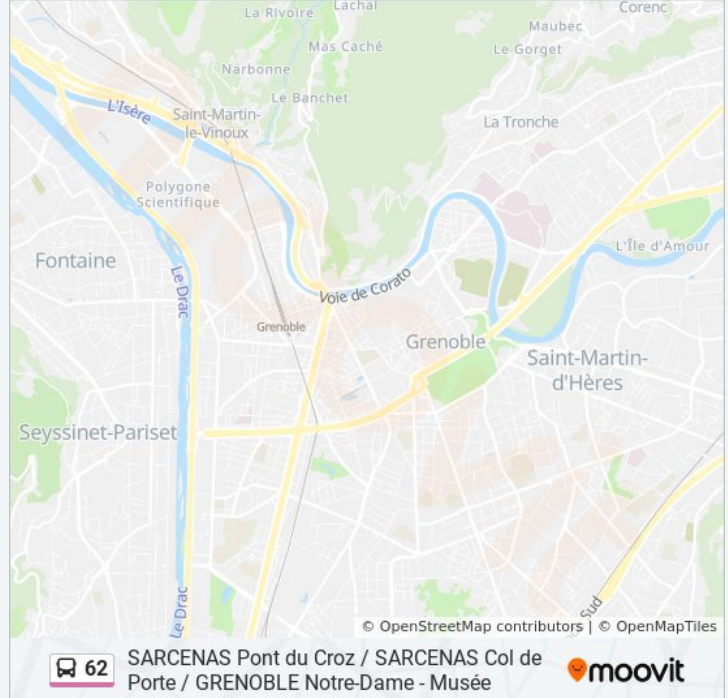 La Rivoire
Lachal
Corenc
Maubec
Mas Caché
Le Gorget
Narbonne
Le Banchet
L'Isère
Saint-Martin-
le-Vinoux
La Tronche
Polygone
Scientifique
L'Île d'Amour
Fontaine
Le Drac
Voie de Corato
Grenoble
Grenoble
Saint-Martin-
d'Hères
Seyssinet-Pariset
Le Drac
Sud
© OpenStreetMap contributors | © OpenMapTiles
62
SARCENAS Pont du Croz / SARCENAS Col de
Porte / GRENOBLE Notre-Dame - Musée
moovit